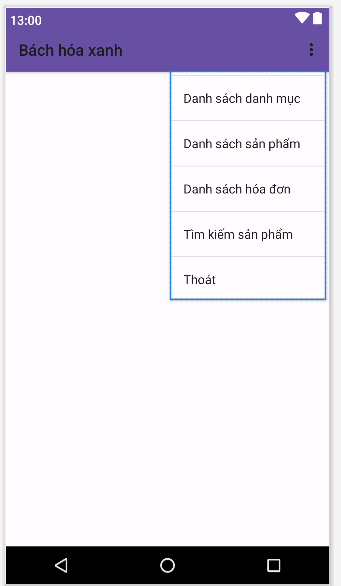 13:00
Bách hóa xanh
Danh sách danh mục
Danh sách sản phẩm
Danh sách hóa đơn
Tìm kiếm sản phẩm
Thoát